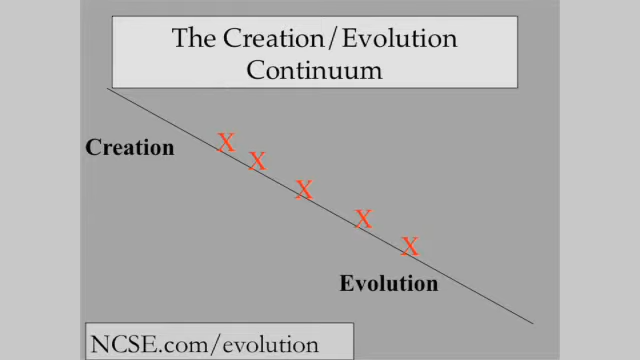 The Creation/Evolution
Continuum
Creation
X
X
X
X
X
Evolution
NCSE.com/evolution